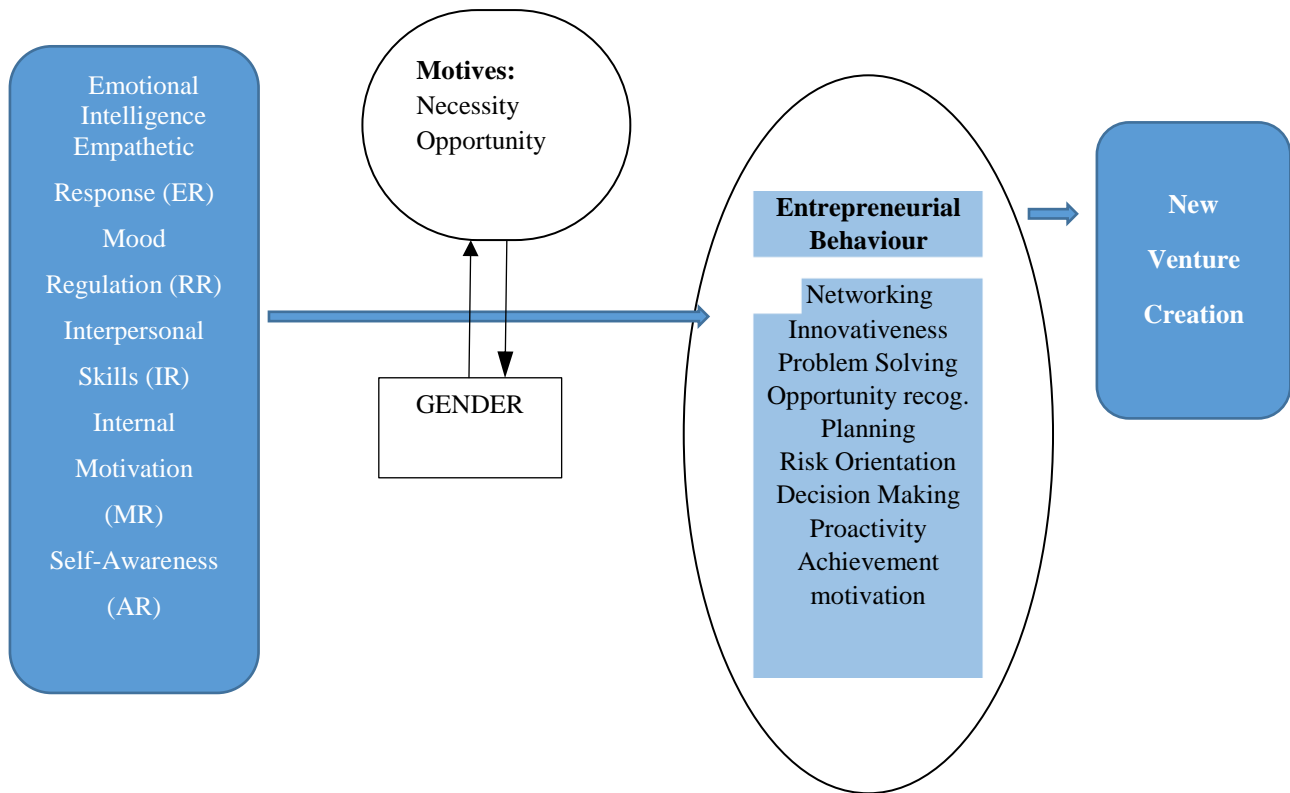 Emotional
Intelligence
Empathetic
Response (ER)
Mood
Regulation (RR)
Interpersonal
Skills (IR)
Internal
Motivation
(MR)
Self-Awareness
(AR)
Motives:
Necessity
Opportunity
GENDER
Entrepreneurial
Behaviour
Networking
Innovativeness
Problem Solving
Opportunity recog.
Planning
Risk Orientation
Decision Making
Proactivity
Achievement
motivation
New
Venture
Creation